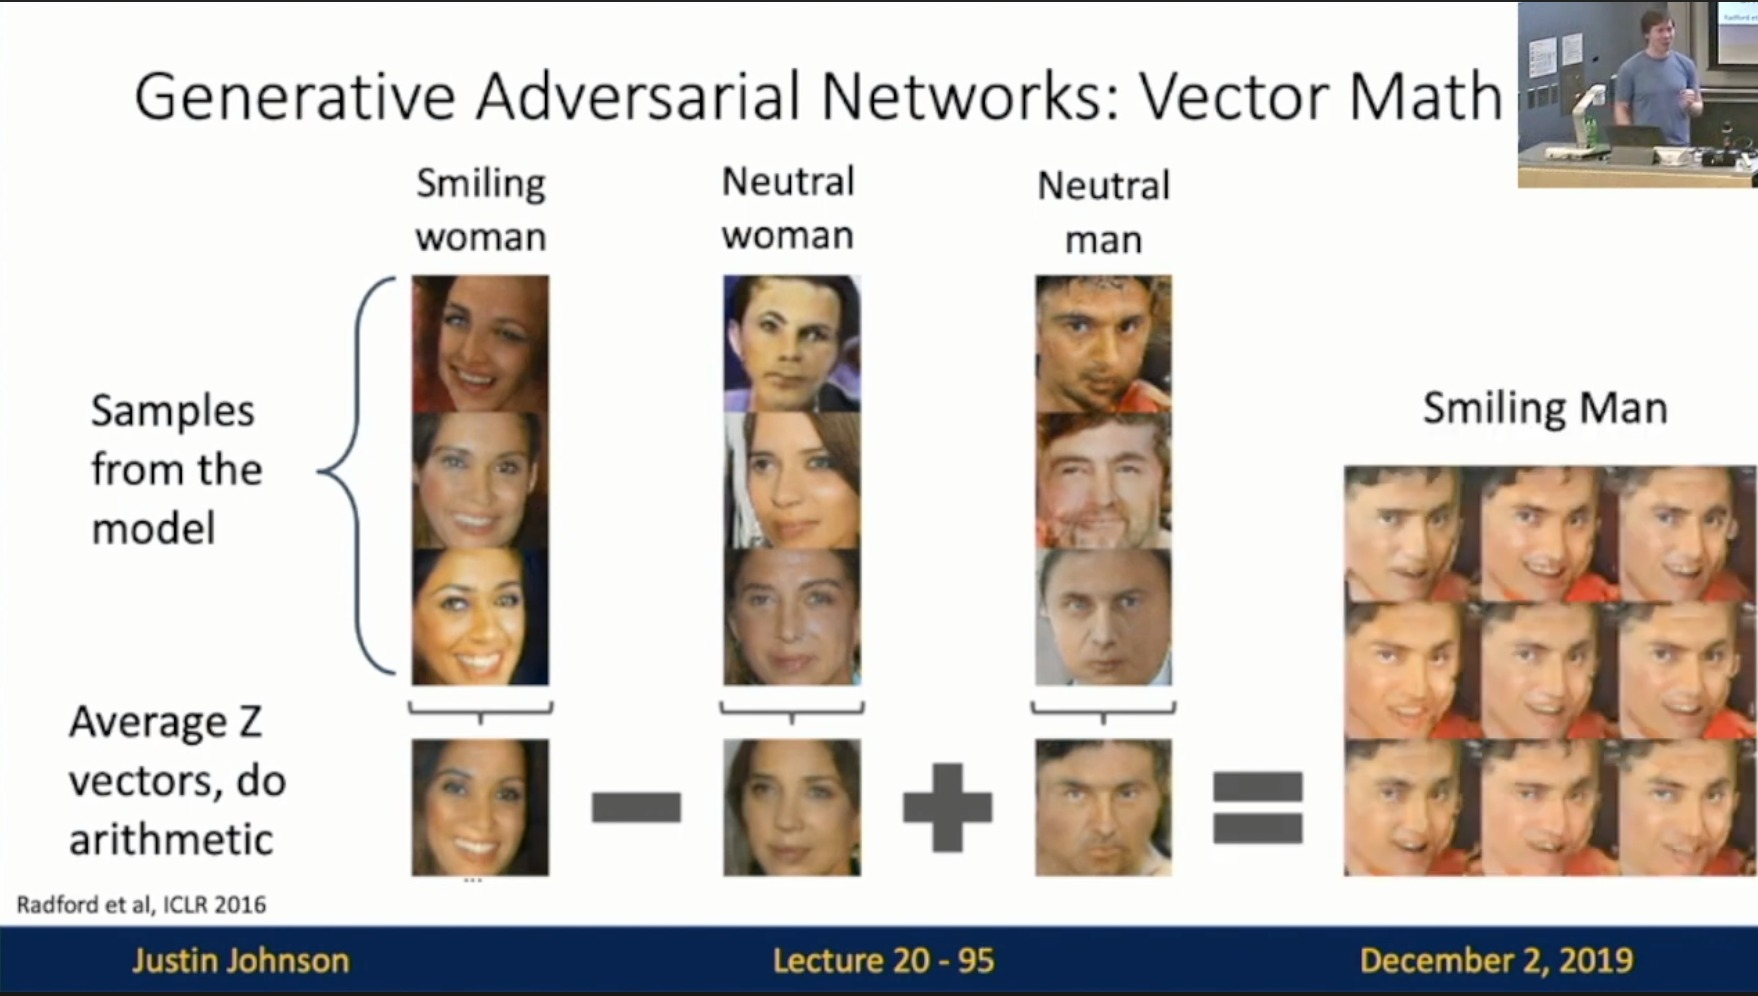 Generative Adversarial Networks: Vector Math
Smiling
woman
Neutral
woman
Neutral
man
Samples
from the
model
Smiling Man
Average Z
vectors, do
arithmetic
...
Radford et al, ICLR 2016
Justin Johnson
Lecture 20 - 95
December 2, 2019